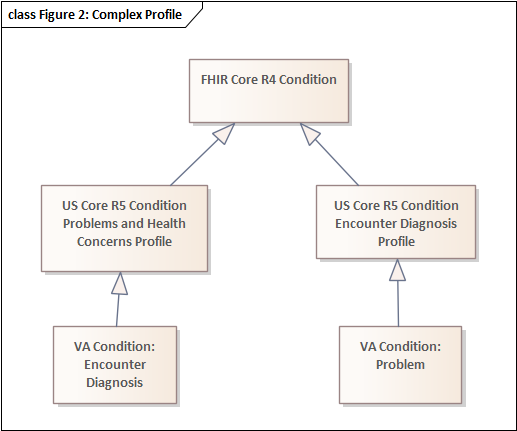 class Figure 2: Complex Profile
FHIR Core R4 Condition
US Core R5 Condition
Problems and Health
Concerns Profile
US Core R5 Condition
Encounter Diagnosis
Profile
VA Condition:
Encounter
Diagnosis
VA Condition:
Problem